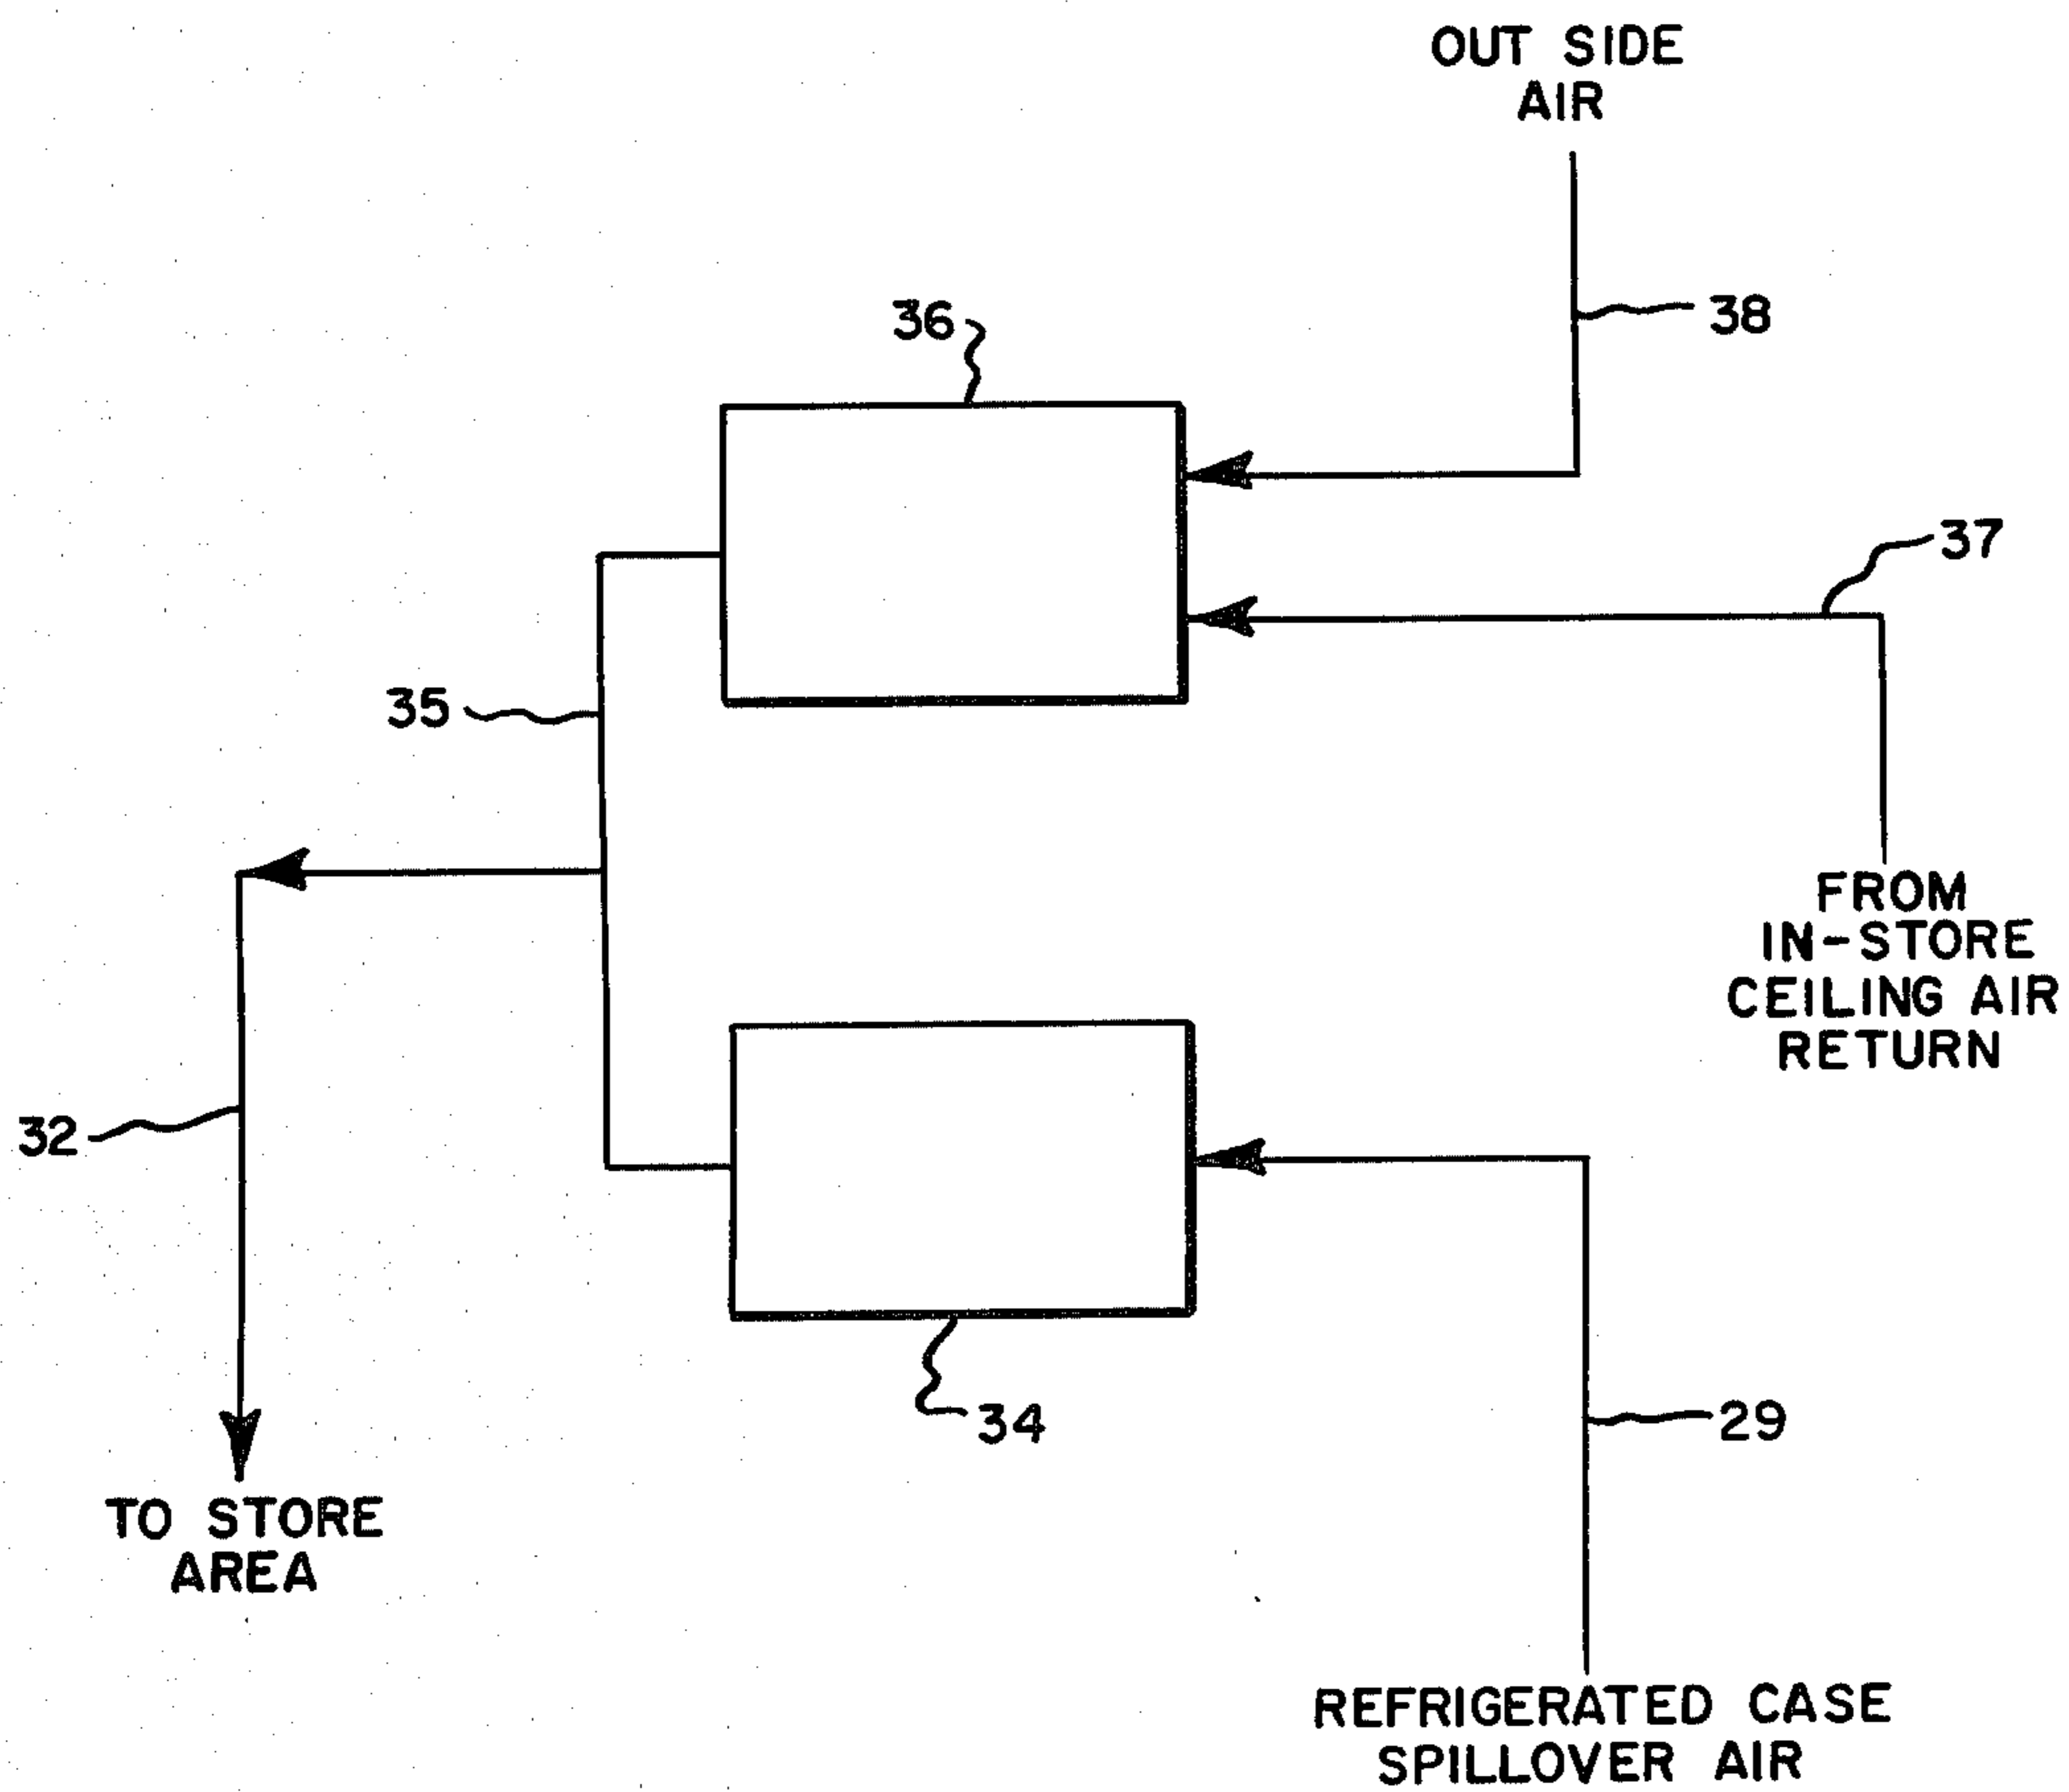 OUT SIDE
AIR
36
38
37
35
FROM
IN-STORE
CEILING AIR
RETURN
32
34
29
TO STORE
AREA
REFRIGERATED CASE
SPILLOVER AIR